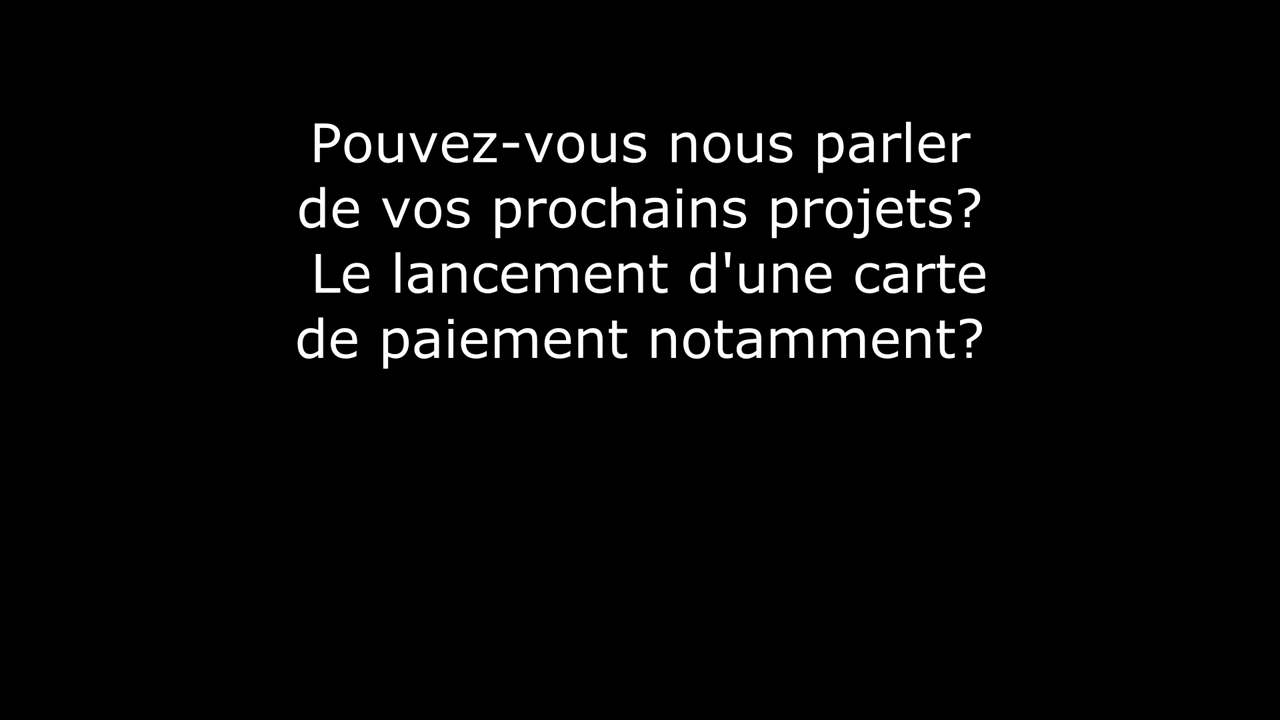 Pouvez-vous nous parler
de vos prochains projets?
Le lancement d'une carte
de paiement notamment?